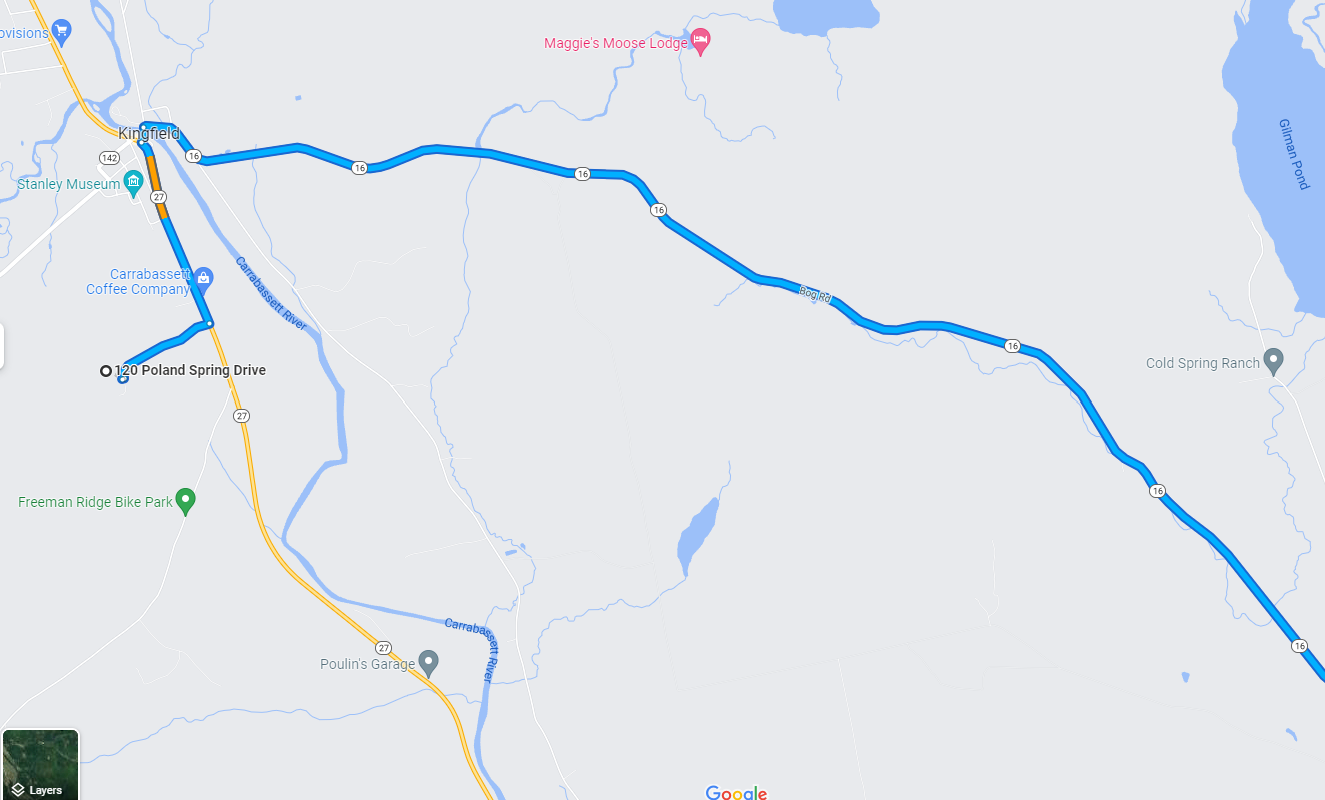 ovisions
Maggie's Moose Lodge
Kingfield
142
16
16
16
Gilman Pond
Stanley Museum
27
16
Carrabassett
Coffee Company
Carrabassett River
Bog Rd
16
Cold Spring Ranch
120 Poland Spring Drive
27
16
Freeman Ridge Bike Park
Carrabassett River
27
16
Poulin's Garage
Layers
Google